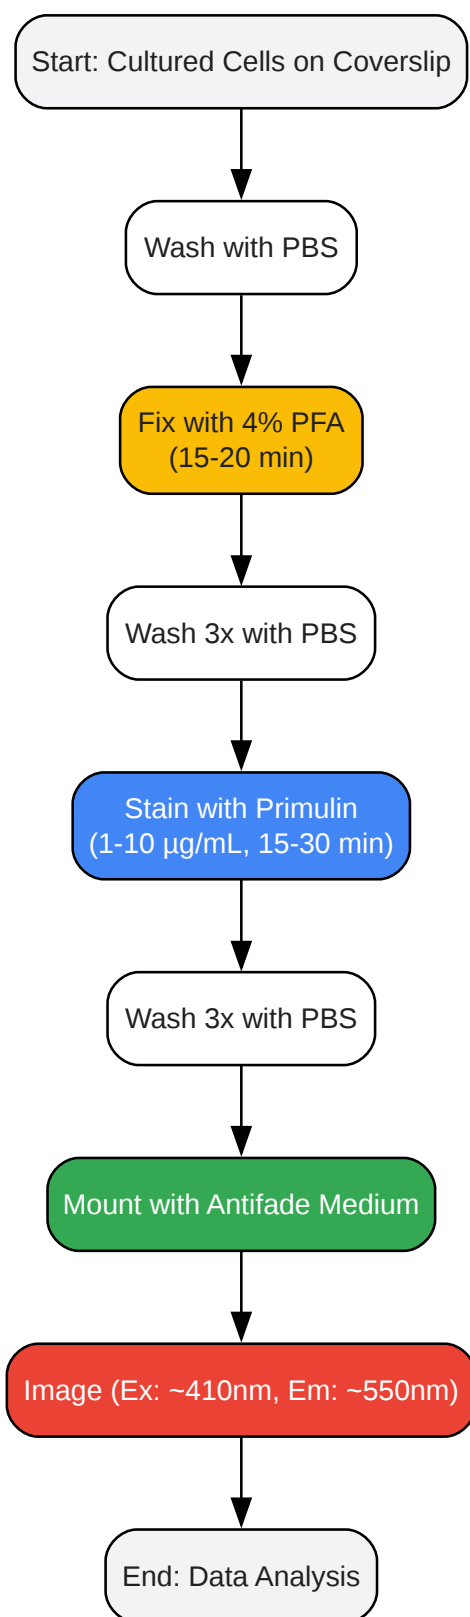 Start: Cultured Cells on Coverslip
Wash with PBS
Fix with 4% PFA
(15-20 min)
Wash 3x with PBS
Stain with Primulin
(1-10 µg/mL, 15-30 min)
Wash 3x with PBS
Mount with Antifade Medium
Image (Ex: ~410nm, Em: ~550nm)
End: Data Analysis